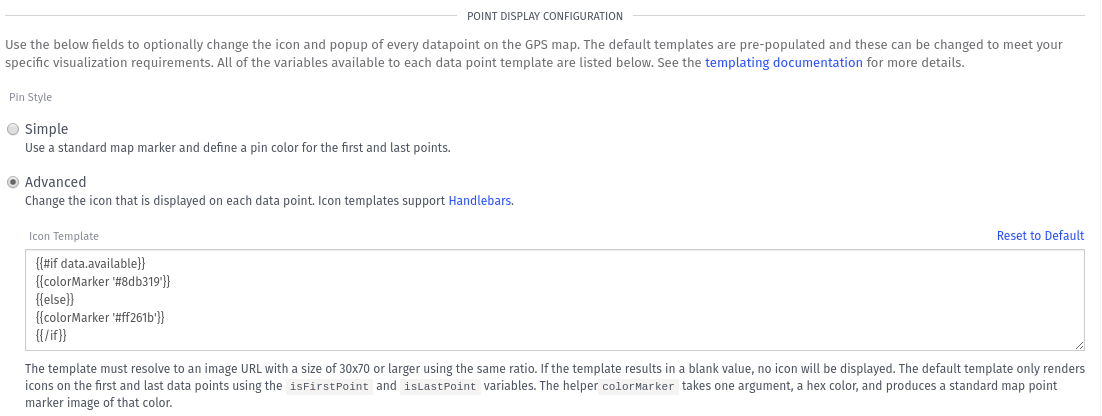 POINT DISPLAY CONFIGURATION
Use the below fields to optionally change the icon and popup of every datapoint on the GPS map. The default templates are pre-populated and these can be changed to meet your
specific visualization requirements. All of the variables available to each data point template are listed below. See the templating documentation for more details.
Pin Style
Simple
Use a standard map marker and define a pin color for the first and last points.
Advanced
Change the icon that is displayed on each data point. Icon templates support Handlebars.
Icon Template
Reset to Default
{{#if data.available}}
{{colorMarker '#8db319'}}
{{else}}
{{colorMarker '#ff261b'}}
{{/if}}
The template must resolve to an image URL with a size of 30x70 or larger using the same ratio. If the template results in a blank value, no icon will be displayed. The default template only renders
icons on the first and last data points using the isFirstPoint and isLastPoint variables. The helper colorMarker takes one argument, a hex color, and produces a standard map point
marker image of that color.